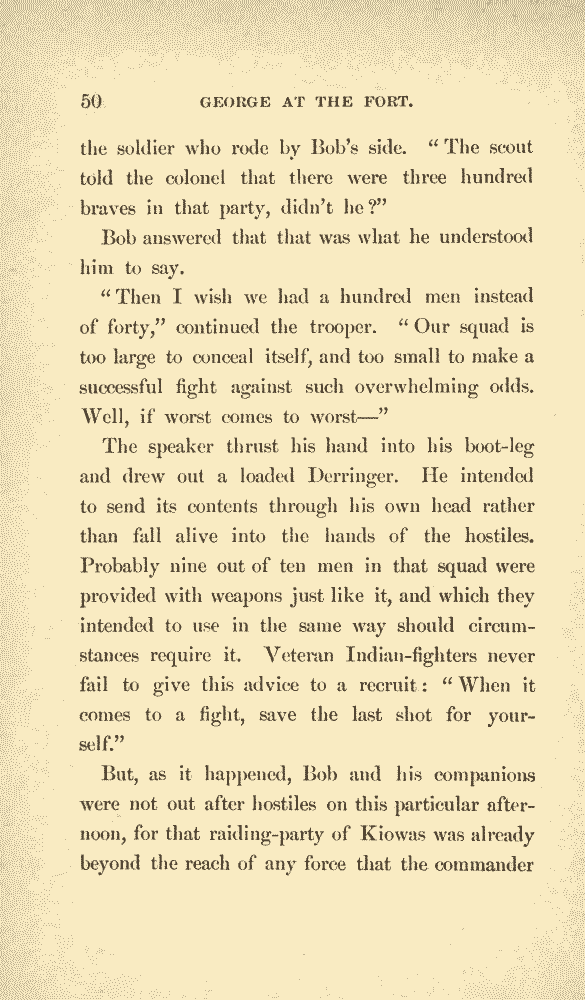 50 GEORGE AT THE FORT.
the soldier who rode by Bob's side. “The scout
told the colonel that there were three hundred
braves in that party, didn't he?”
Bob answered that that was what he understood
him to say.
“Then I wish we had a hundred men instead
of forty,” continued the trooper. “Our squad is
too large to conceal itself, and too small to make a
successful fight against such overwhelming odds.
Well, if worst comes to worst—”
The speaker thrust his hand into his boot-leg
and drew out a loaded Derringer. He intended
to send its contents through his own head rather
than fall alive into the hands of the hostiles.
Probably nine out of ten men in that squad were
provided with weapons just like it, and which they
intended to use in the same way should circum-
stances require it. Veteran Indian-fighters never
fail to give this advice to a recruit: “When it
comes to a fight, save the last shot for your-
self.”
But, as it happened, Bob and his companions
were not out after hostiles on this particular after-
noon, for that raiding-party of Kiowas was already
beyond the reach of any force that the commander